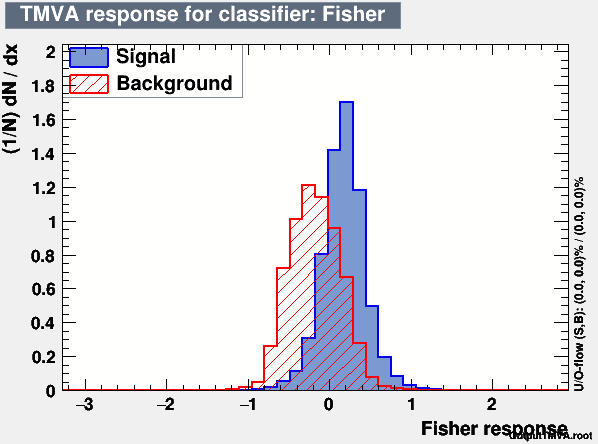 TMVA response for classifier: Fisher
Signal
Background
(1/N) dN / dx
2
1.8
1.6
1.4
1.2
1
0.8
0.6
0.4
0.2
0
−3 −2 −1 0 1 2
Fisher response
U/O-flow (S,B): (0.0, 0.0)% / (0.0, 0.0)%
OutputTMVA.root